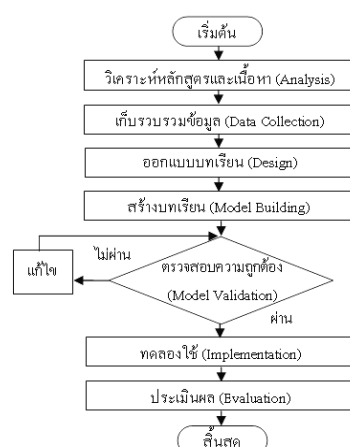 เริ่มต้น
วิเคราะห์หลักสูตรและเนื้อหา (Analysis)
เก็บรวบรวมข้อมูล (Data Collection)
ออกแบบบทเรียน (Design)
สร้างบทเรียน (Model Building)
ไม่ผ่าน
แก้ไข
ตรวจสอบความถูกต้อง
(Model Validation)
ผ่าน
ทดลองใช้ (Implementation)
ประเมินผล (Evaluation)
สิ้นสุด